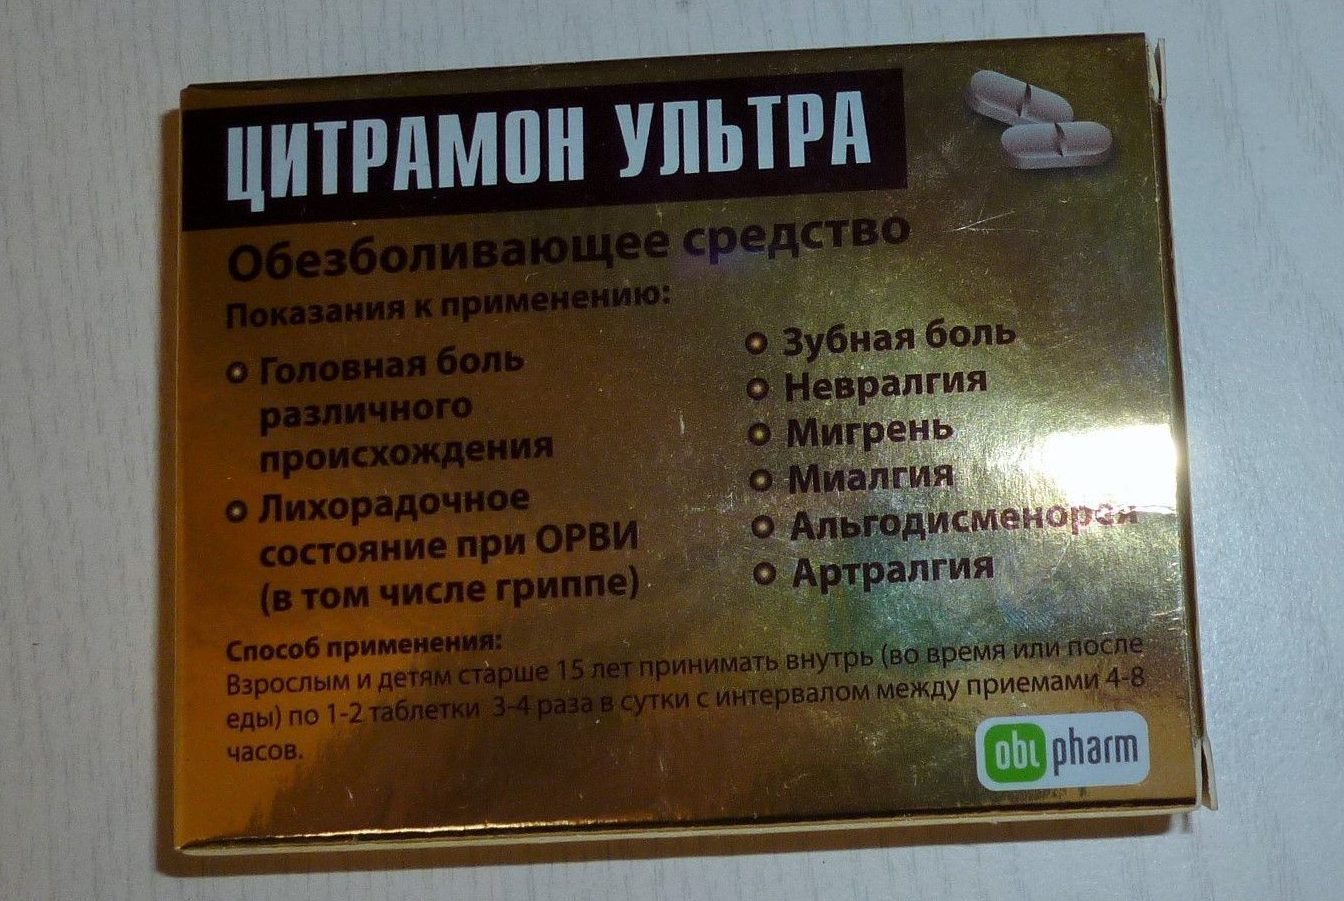 ЦИТРАМОН УЛЬТРА
Обезболивающее средство
Показания к применению:
Головная боль
различного
происхождения
Лихорадочное
состояние при ОРВИ
(в том числе гриппе)
Зубная боль
Невралгия
Мигрень
Миалгия
Альгодисменорея
Артралгия
Способ применения:
Взрослым и детям старше 15 лет принимать внутрь (во время или после
еды) по 1-2 таблетки 3-4 раза в сутки с интервалом между приемами 4-8
часов.
obl pharm